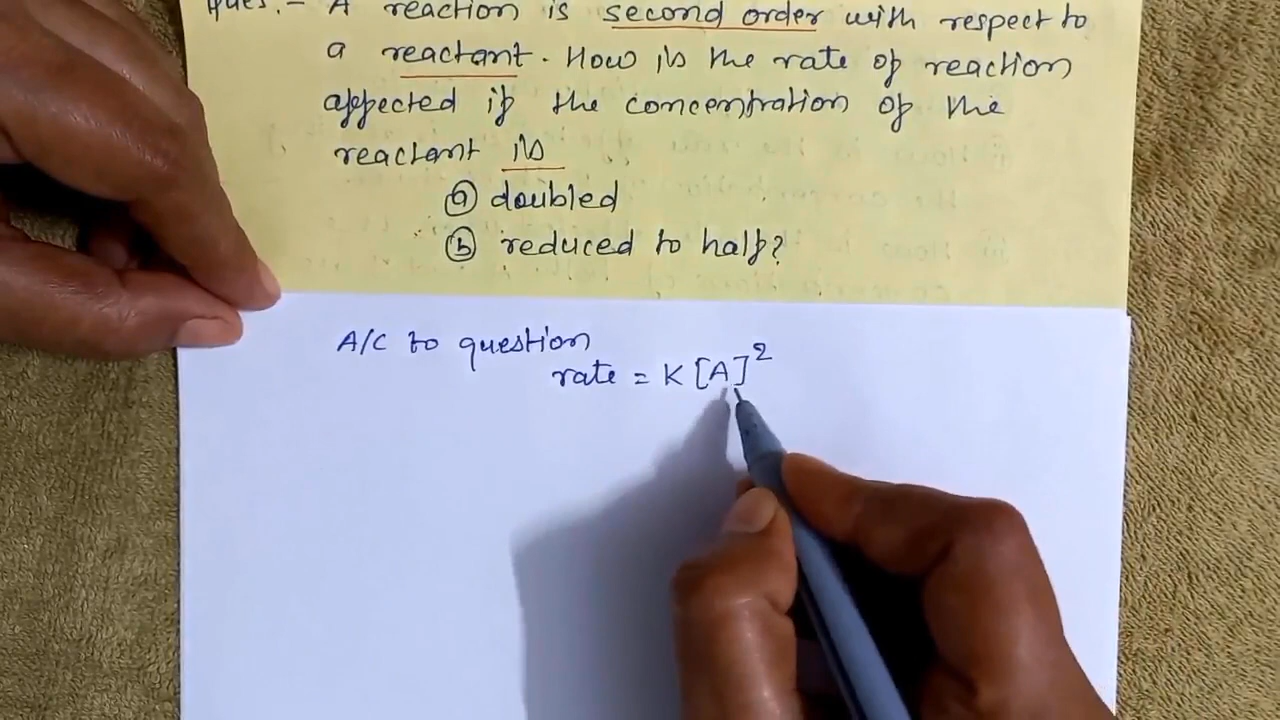 Ques.- A reaction is second order with respect to
a reactant. How is the rate of reaction
affected if the concentration of the
reactant is
(a) doubled
(b) reduced to half?
A/C to question
rate = K[A]²